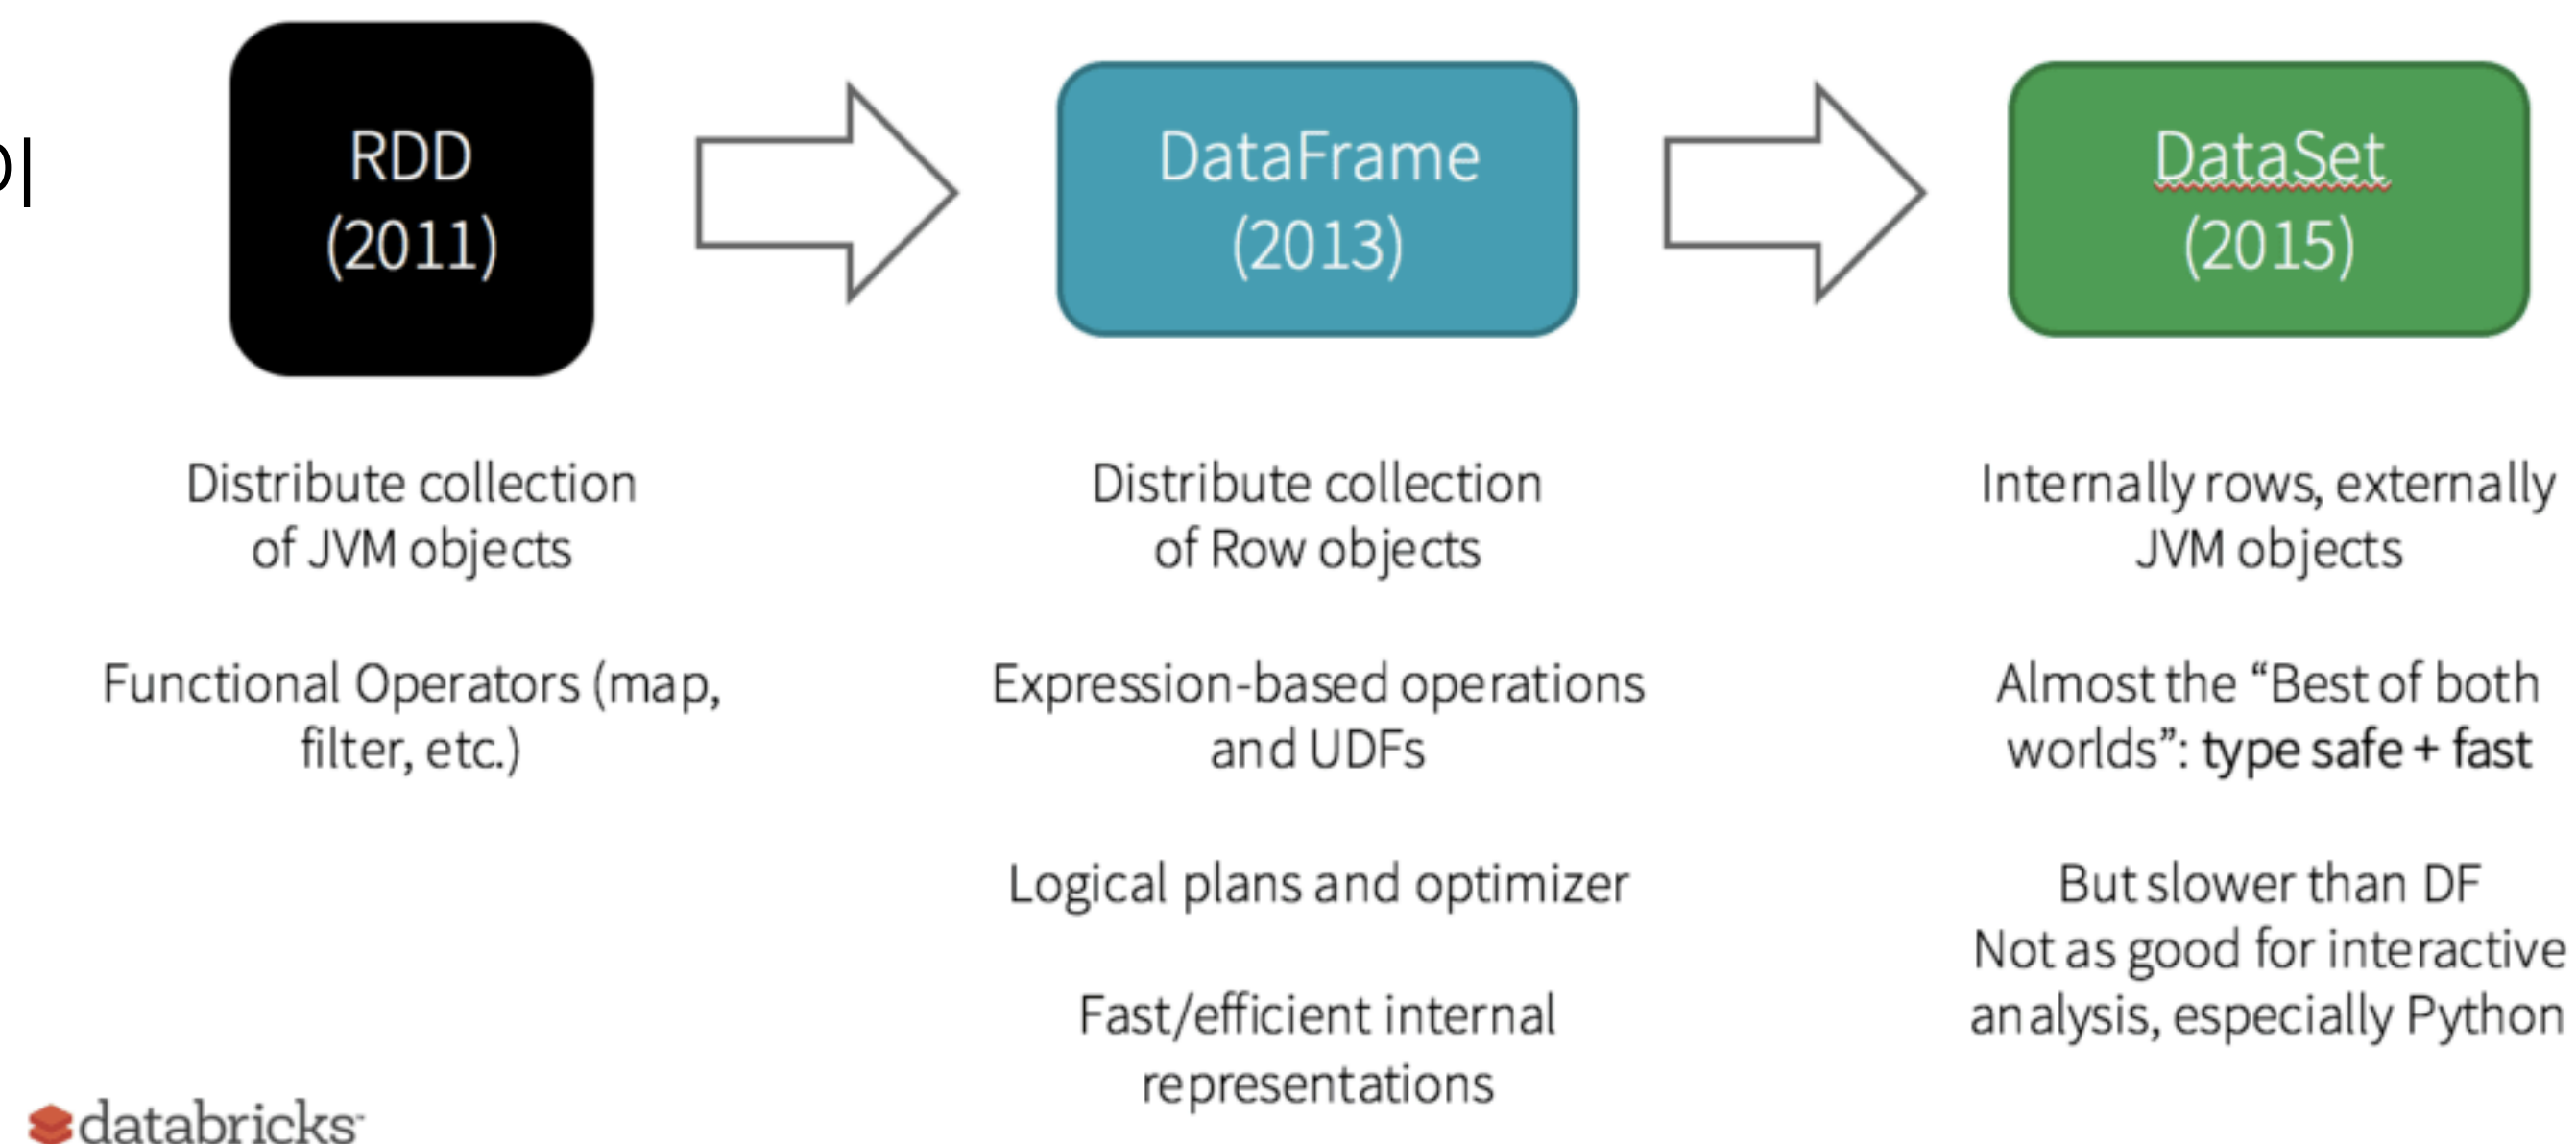 RDD
(2011)
DataFrame
(2013)
DataSet
(2015)
Distribute collection
of JVM objects
Functional Operators (map,
filter, etc.)
Distribute collection
of Row objects
Expression-based operations
and UDFs
Logical plans and optimizer
Fast/efficient internal
representations
Internally rows, externally
JVM objects
Almost the “Best of both
worlds”: type safe + fast
But slower than DF
Not as good for interactive
analysis, especially Python
databricks